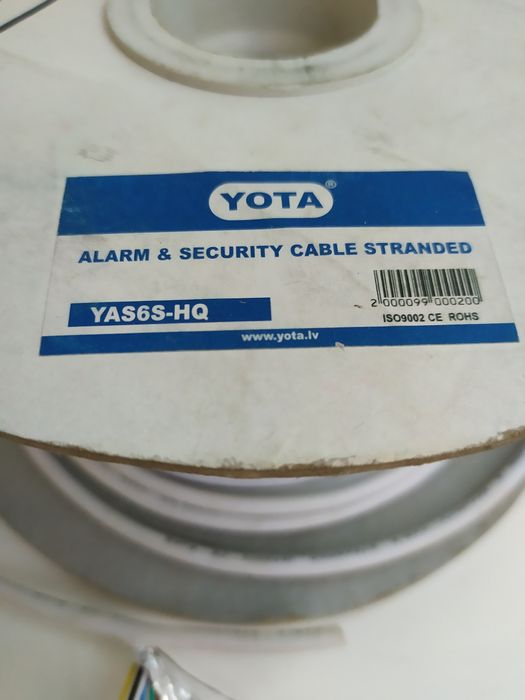 YOTA®
ALARM & SECURITY CABLE STRANDED
2 000099 000200
YAS6S-HQ
ISO9002 CE ROHS
www.yota.lv